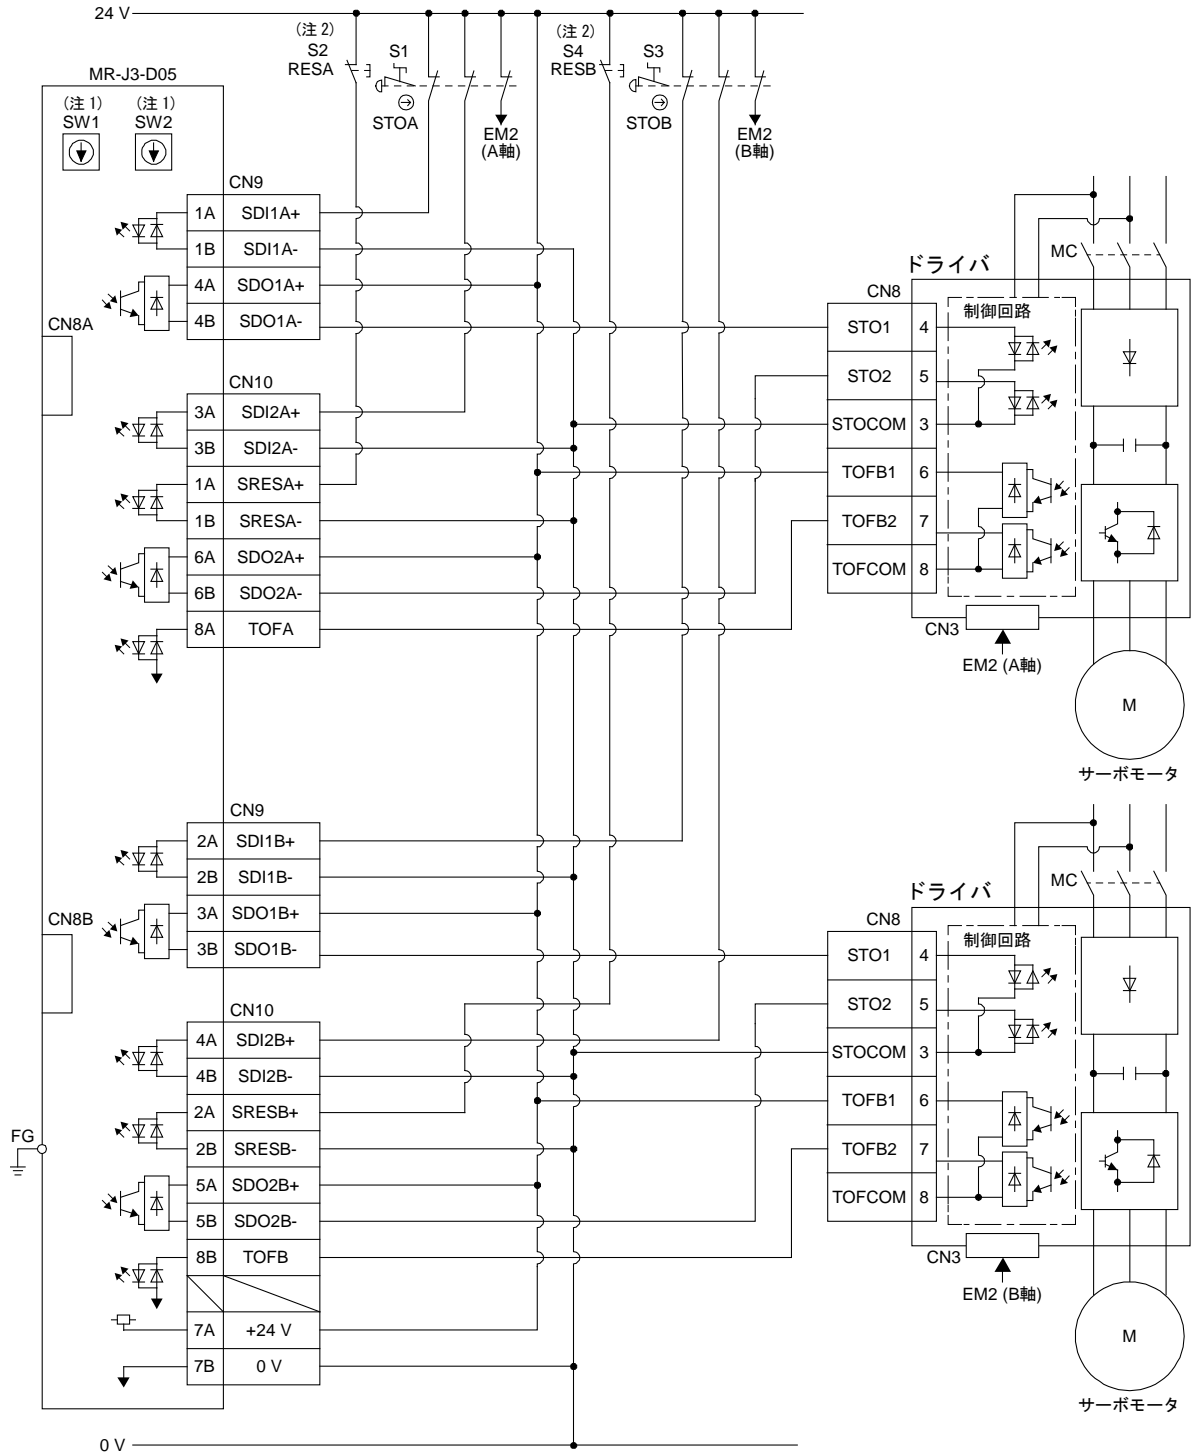 24 V
(注 2)
S2
RESA
S1
STOA
EM2
(A軸)
(注 2)
S4
RESB
S3
STOB
EM2
(B軸)
MR-J3-D05
(注 1)
SW1
(注 1)
SW2
CN8A
CN9
1A SDI1A+
1B SDI1A-
4A SDO1A+
4B SDO1A-
CN10
3A SDI2A+
3B SDI2A-
1A SRESA+
1B SRESA-
6A SDO2A+
6B SDO2A-
8A TOFA
MC
ドライバ
CN8
制御回路
STO1 4
STO2 5
STOCOM 3
TOFB1 6
TOFB2 7
TOFCOM 8
CN3
EM2 (A軸)
M
サーボモータ
CN8B
CN9
2A SDI1B+
2B SDI1B-
3A SDO1B+
3B SDO1B-
CN10
4A SDI2B+
4B SDI2B-
2A SRESB+
2B SRESB-
5A SDO2B+
5B SDO2B-
8B TOFB
7A +24 V
7B 0 V
FG
MC
ドライバ
CN8
制御回路
STO1 4
STO2 5
STOCOM 3
TOFB1 6
TOFB2 7
TOFCOM 8
CN3
EM2 (B軸)
M
サーボモータ
0 V